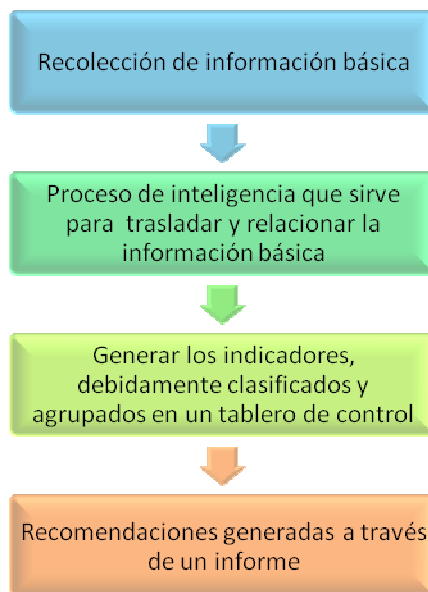 Recolección de información básica
Proceso de inteligencia que sirve
para trasladar y relacionar la
información básica
Generar los indicadores,
debidamente clasificados y
agrupados en un tablero de control
Recomendaciones generadas a través
de un informe